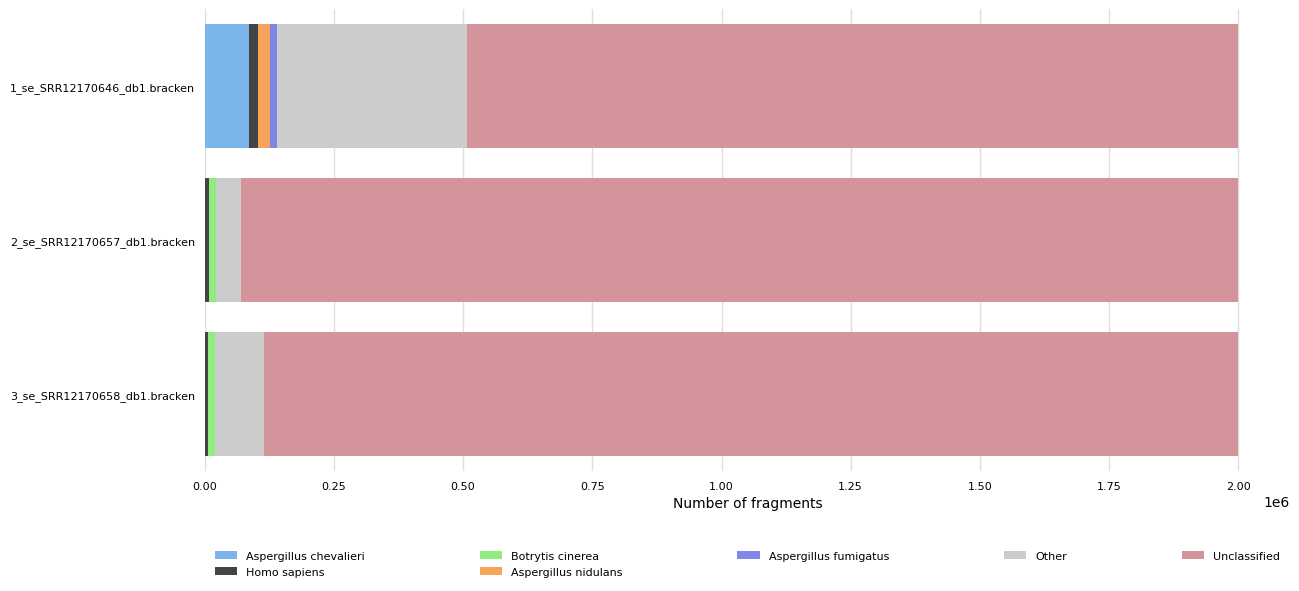 1_se_SRR12170646_db1.bracken
2_se_SRR12170657_db1.bracken
3_se_SRR12170658_db1.bracken
0.00 0.25 0.50 0.75 1.00 1.25 1.50 1.75 2.00
Number of fragments 1e6
Aspergillus chevalieri Botrytis cinerea Aspergillus fumigatus Other Unclassified
Homo sapiens Aspergillus nidulans